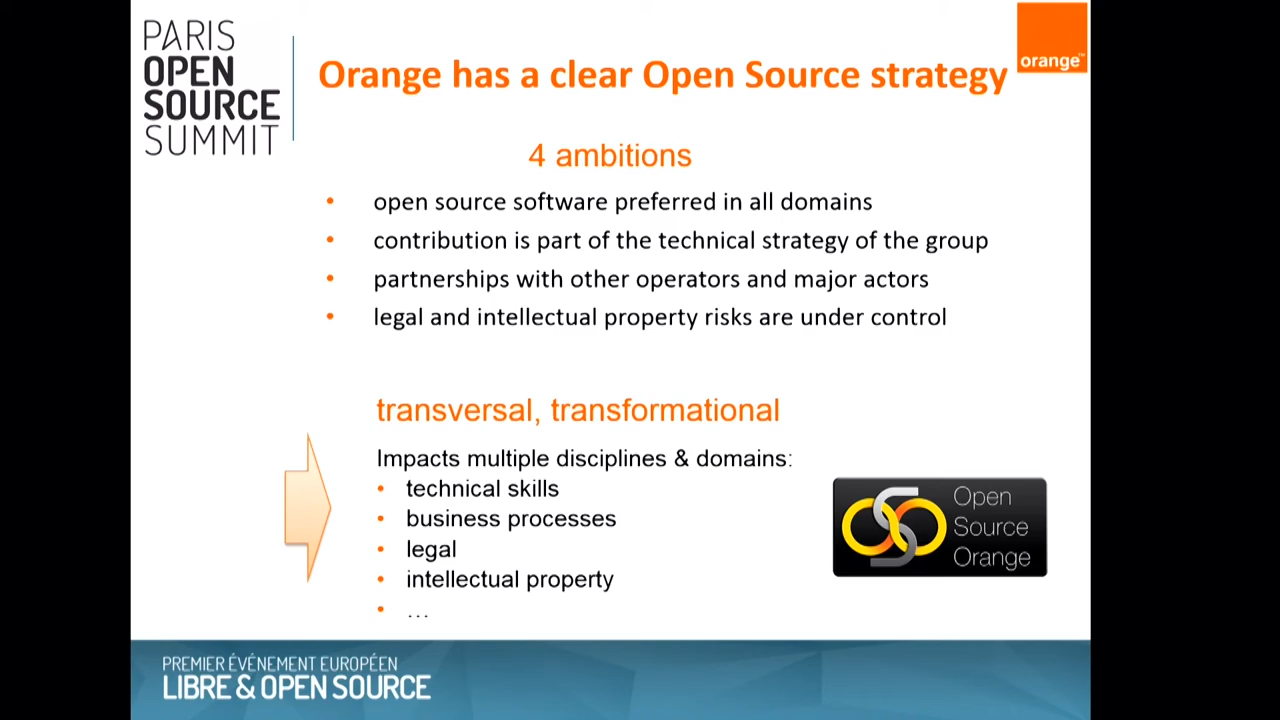 PARIS
OPEN
SOURCE
SUMMIT
Orange has a clear Open Source strategy
orange™
4 ambitions
• open source software preferred in all domains
• contribution is part of the technical strategy of the group
• partnerships with other operators and major actors
• legal and intellectual property risks are under control
transversal, transformational
Impacts multiple disciplines & domains:
• technical skills
• business processes
• legal
• intellectual property
• …
OSO
Open
Source
Orange
PREMIER ÉVÉNEMENT EUROPÉEN
LIBRE & OPEN SOURCE